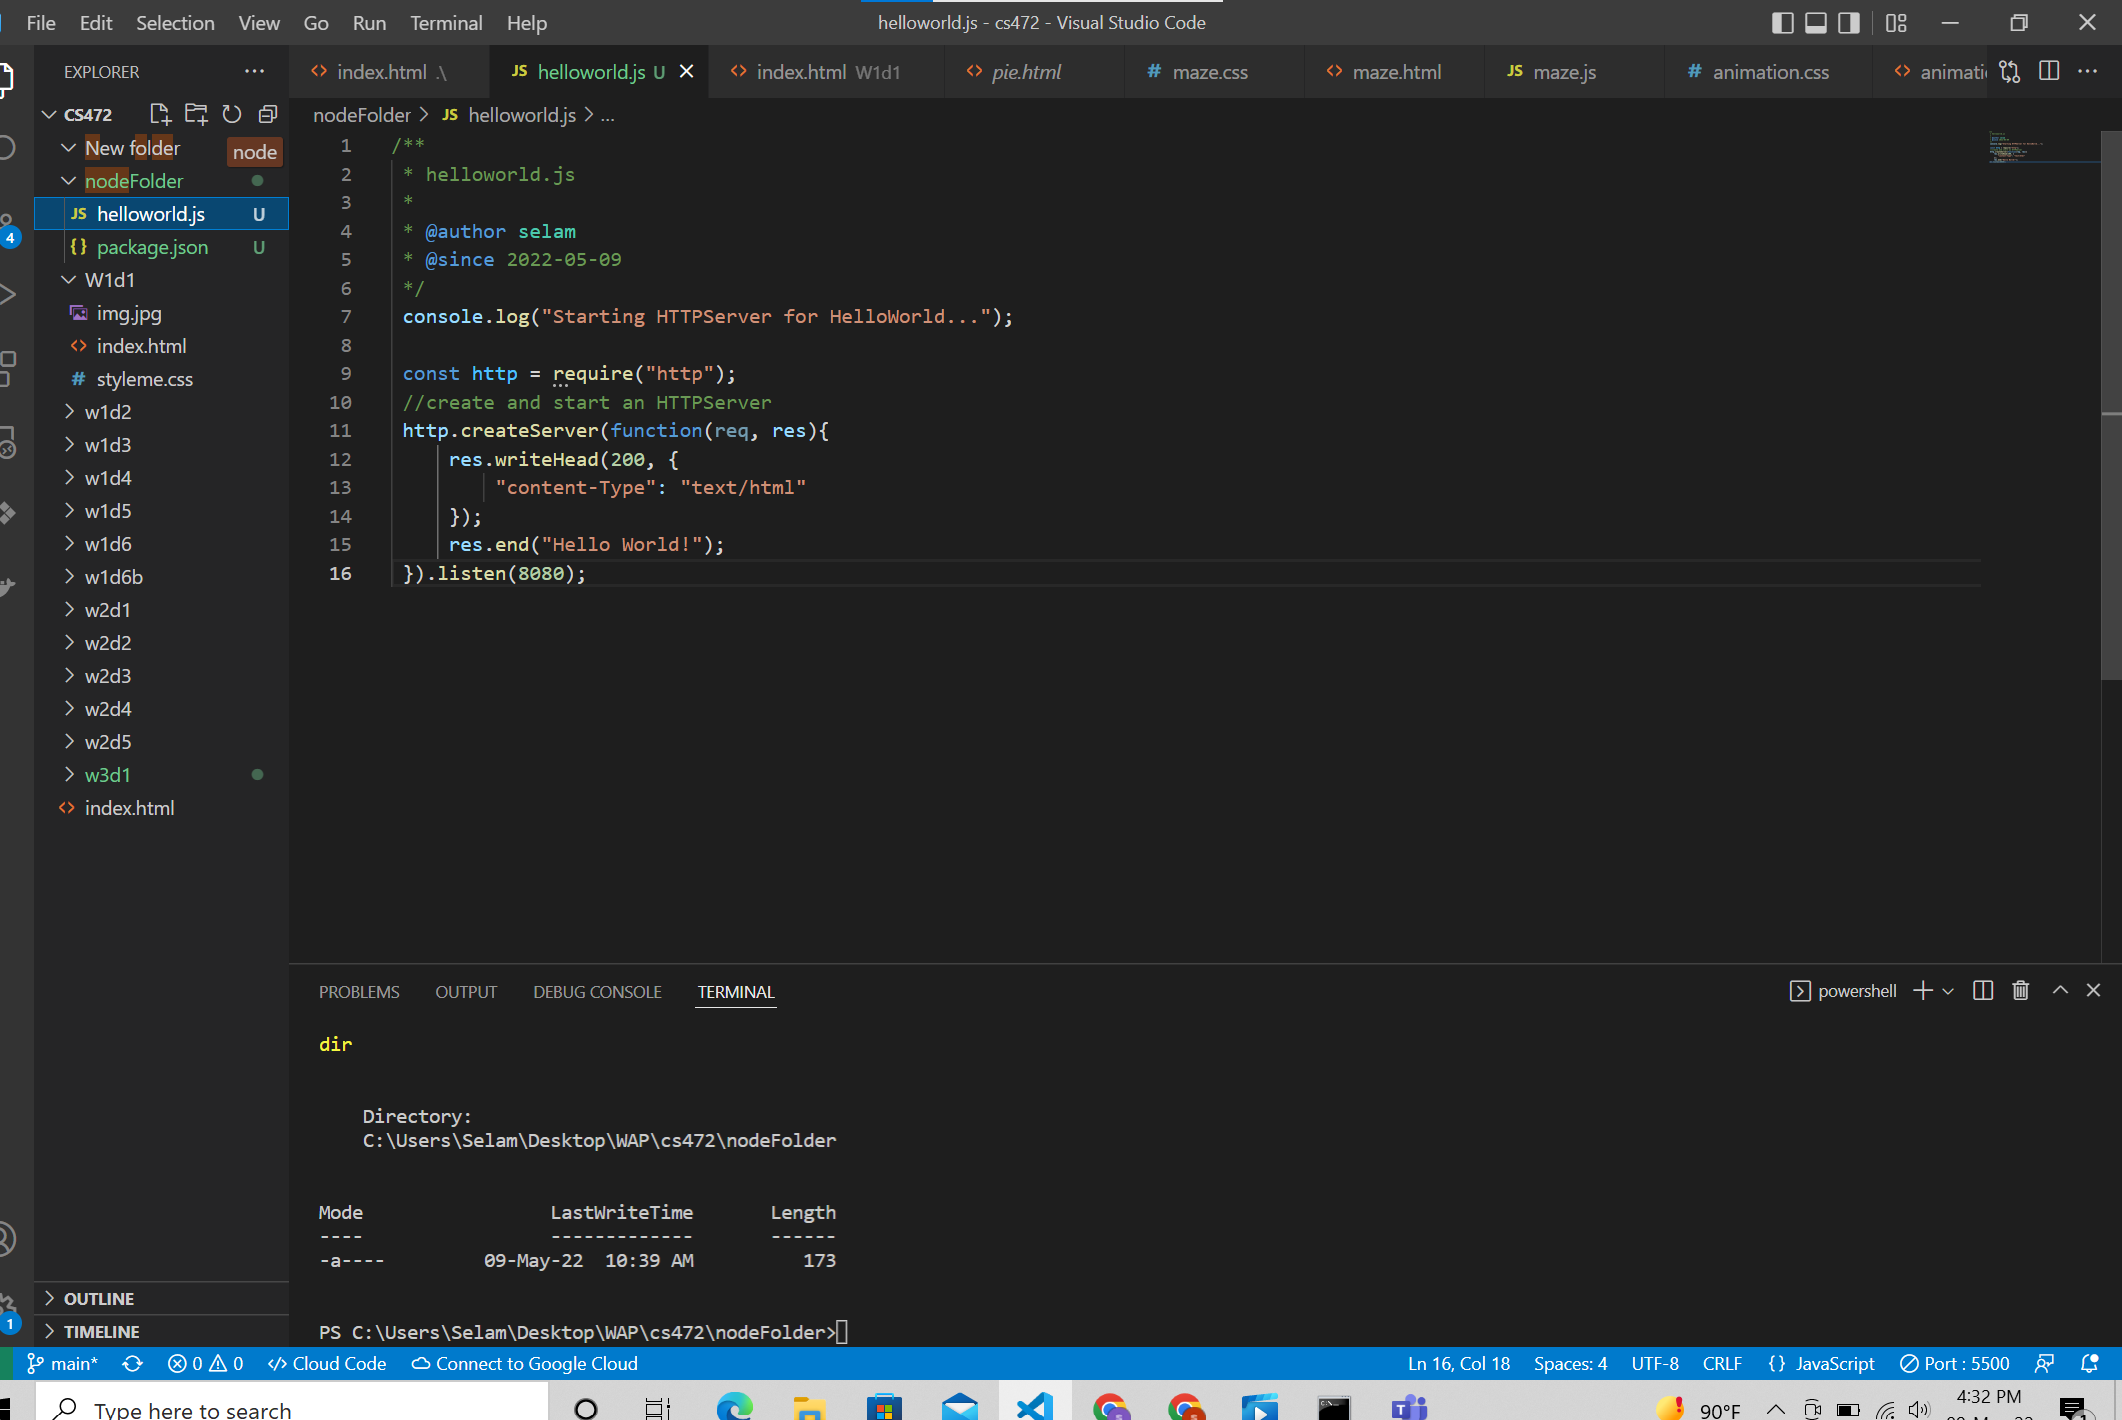 File Edit Selection View Go Run Terminal Help
helloworld.js - cs472 - Visual Studio Code
EXPLORER
index.html .\
JS helloworld.js U
index.html W1d1
pie.html
# maze.css
maze.html
JS maze.js
# animation.css
CS472
New folder
node
nodeFolder
JS helloworld.js U
{} package.json U
W1d1
img.jpg
index.html
# styleme.css
w1d2
w1d3
w1d4
w1d5
w1d6
w1d6b
w2d1
w2d2
w2d3
w2d4
w2d5
w3d1
index.html
OUTLINE
TIMELINE
4
1
nodeFolder > JS helloworld.js > ...
1 /**
2 * helloworld.js
3 *
4 * @author selam
5 * @since 2022-05-09
6 */
7 console.log("Starting HTTPServer for HelloWorld...");
8
9 const http = require("http");
10 //create and start an HTTPServer
11 http.createServer(function(req, res){
12 res.writeHead(200, {
13 "content-Type": "text/html"
14 });
15 res.end("Hello World!");
16 }).listen(8080);
PROBLEMS OUTPUT DEBUG CONSOLE TERMINAL
powershell
dir
Directory:
C:\Users\Selam\Desktop\WAP\cs472\nodeFolder
Mode LastWriteTime Length
---- ------------- ------
-a---- 09-May-22 10:39 AM 173
PS C:\Users\Selam\Desktop\WAP\cs472\nodeFolder>
main* 0 0 Cloud Code Connect to Google Cloud
Ln 16, Col 18 Spaces: 4 UTF-8 CRLF {} JavaScript Port : 5500
Type here to search
90°F
4:32 PM